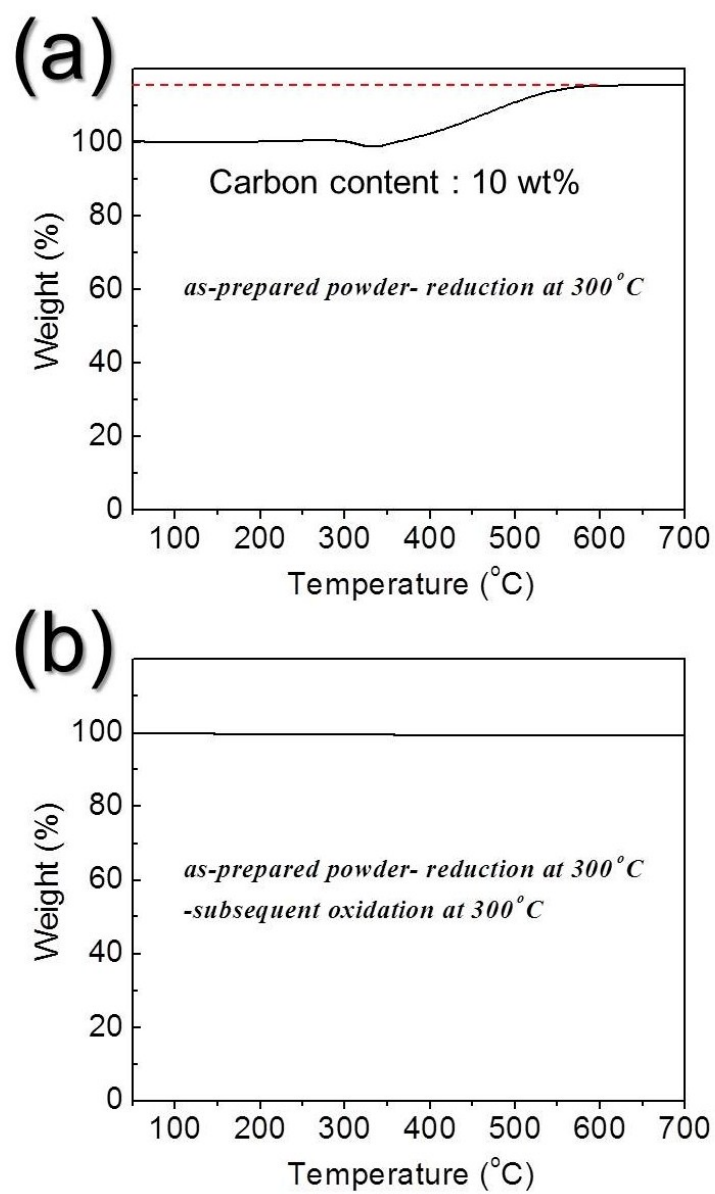 (a)
100
80
60
40
20
0
Weight (%)
Carbon content : 10 wt%
as-prepared powder- reduction at 300°C
100 200 300 400 500 600 700
Temperature (°C)
(b)
100
80
60
40
20
0
Weight (%)
as-prepared powder- reduction at 300°C
-subsequent oxidation at 300°C
100 200 300 400 500 600 700
Temperature (°C)